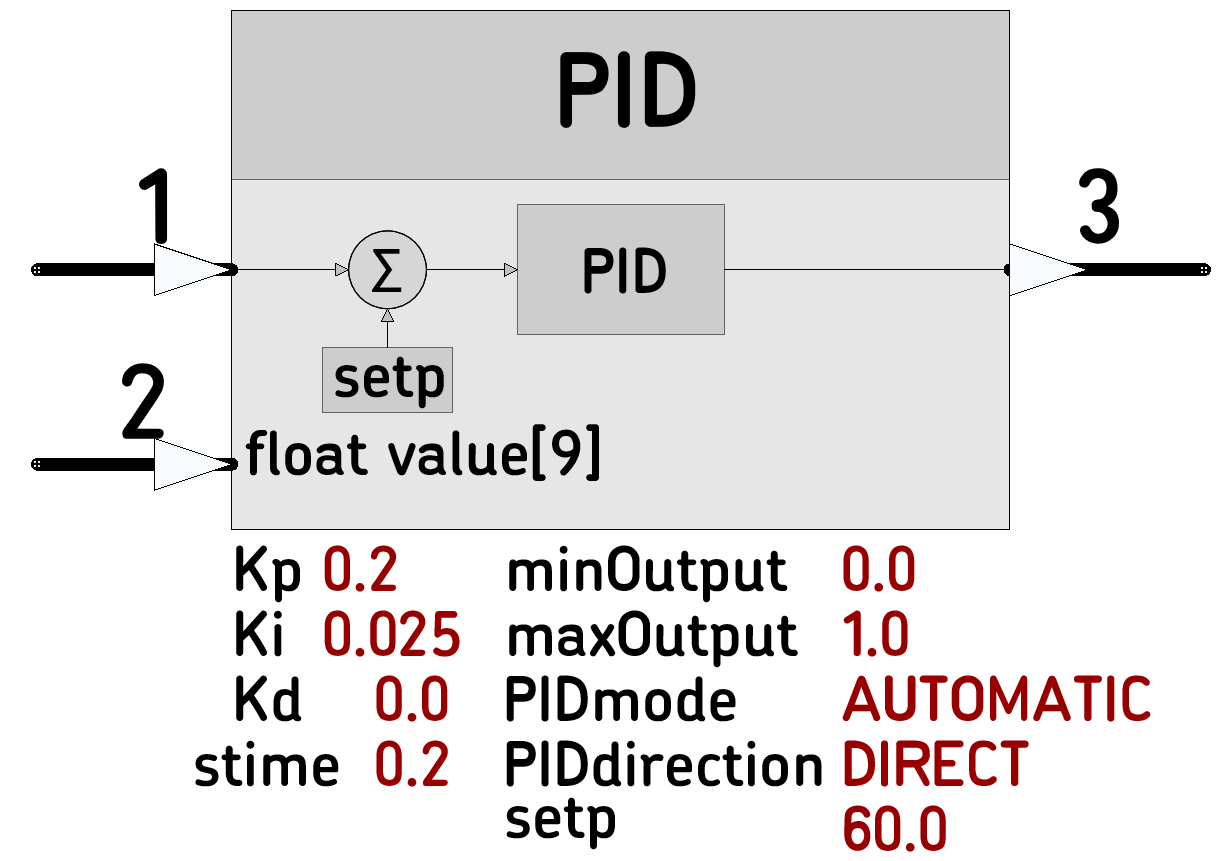 PID
1
3
Σ
PID
setp
2
float value[9]
Kp 0.2 minOutput 0.0
Ki 0.025 maxOutput 1.0
Kd 0.0 PIDmode AUTOMATIC
stime 0.2 PIDdirection DIRECT
setp 60.0